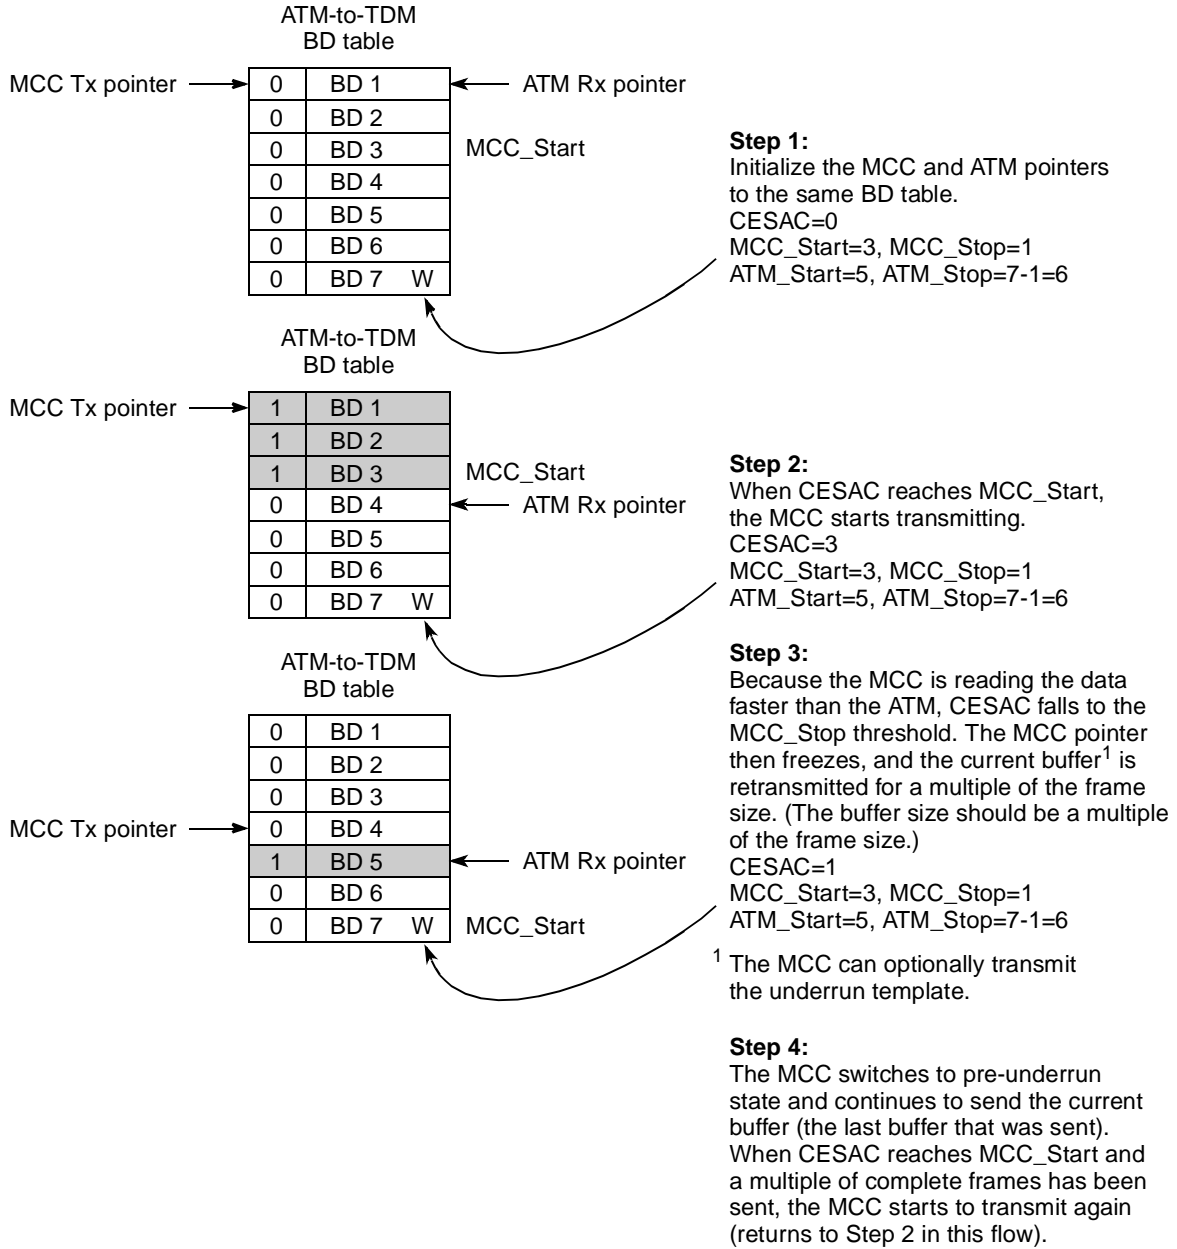 ATM-to-TDM
BD table
MCC Tx pointer
0 BD 1
ATM Rx pointer
0 BD 2
0 BD 3
MCC_Start
0 BD 4
0 BD 5
0 BD 6
0 BD 7 W
Step 1:
Initialize the MCC and ATM pointers
to the same BD table.
CESAC=0
MCC_Start=3, MCC_Stop=1
ATM_Start=5, ATM_Stop=7-1=6
ATM-to-TDM
BD table
MCC Tx pointer
1 BD 1
1 BD 2
1 BD 3
MCC_Start
0 BD 4
ATM Rx pointer
0 BD 5
0 BD 6
0 BD 7 W
Step 2:
When CESAC reaches MCC_Start,
the MCC starts transmitting.
CESAC=3
MCC_Start=3, MCC_Stop=1
ATM_Start=5, ATM_Stop=7-1=6
ATM-to-TDM
BD table
0 BD 1
0 BD 2
0 BD 3
MCC Tx pointer
0 BD 4
1 BD 5
ATM Rx pointer
0 BD 6
0 BD 7 W
MCC_Start
Step 3:
Because the MCC is reading the data
faster than the ATM, CESAC falls to the
MCC_Stop threshold. The MCC pointer
then freezes, and the current buffer1 is
retransmitted for a multiple of the frame
size. (The buffer size should be a multiple
of the frame size.)
CESAC=1
MCC_Start=3, MCC_Stop=1
ATM_Start=5, ATM_Stop=7-1=6
1 The MCC can optionally transmit
the underrun template.
Step 4:
The MCC switches to pre-underrun
state and continues to send the current
buffer (the last buffer that was sent).
When CESAC reaches MCC_Start and
a multiple of complete frames has been
sent, the MCC starts to transmit again
(returns to Step 2 in this flow).